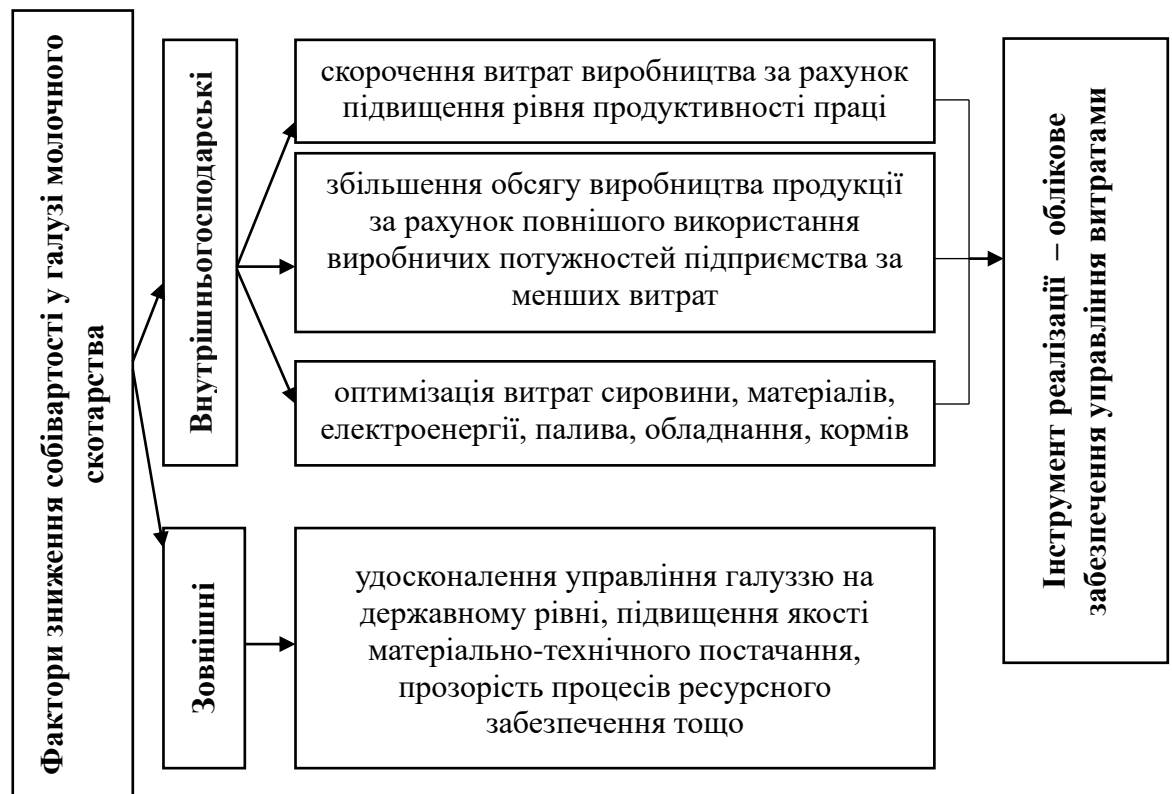 Фактори зниження собівартості у галузі молочного
скотарства
Внутрішньогосподарські
скорочення витрат виробництва за рахунок
підвищення рівня продуктивності праці
збільшення обсягу виробництва продукції
за рахунок повнішого використання
виробничих потужностей підприємства за
менших витрат
оптимізація витрат сировини, матеріалів,
електроенергії, палива, обладнання, кормів
Зовнішні
удосконалення управління галуззю на
державному рівні, підвищення якості
матеріально-технічного постачання,
прозорість процесів ресурсного
забезпечення тощо
Інструмент реалізації – облікове
забезпечення управління витратами